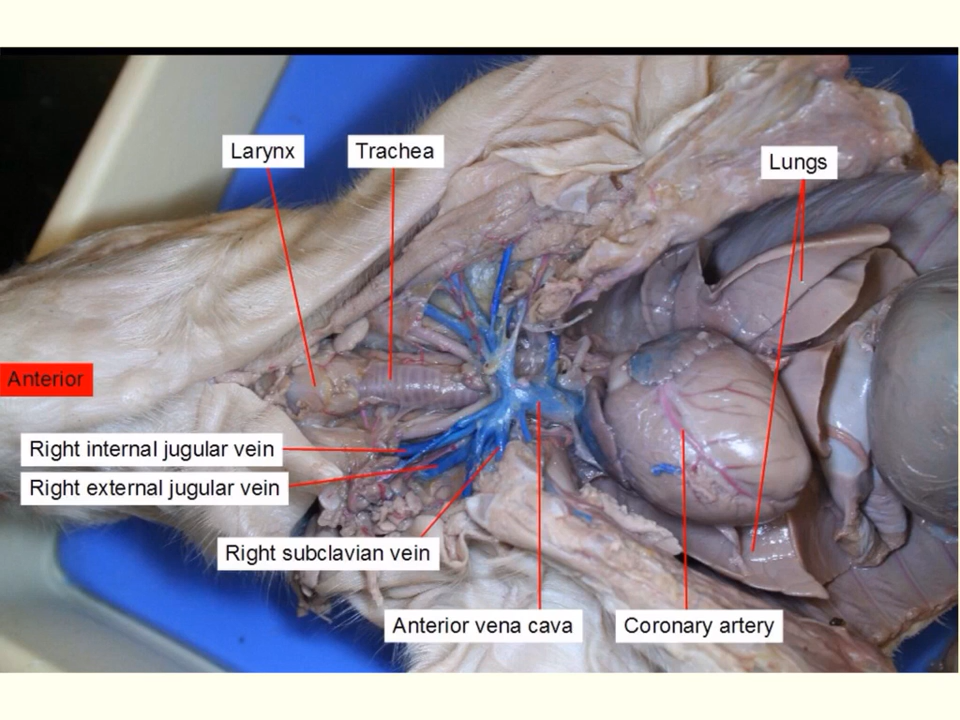 Larynx
Trachea
Lungs
Anterior
Right internal jugular vein
Right external jugular vein
Right subclavian vein
Anterior vena cava
Coronary artery